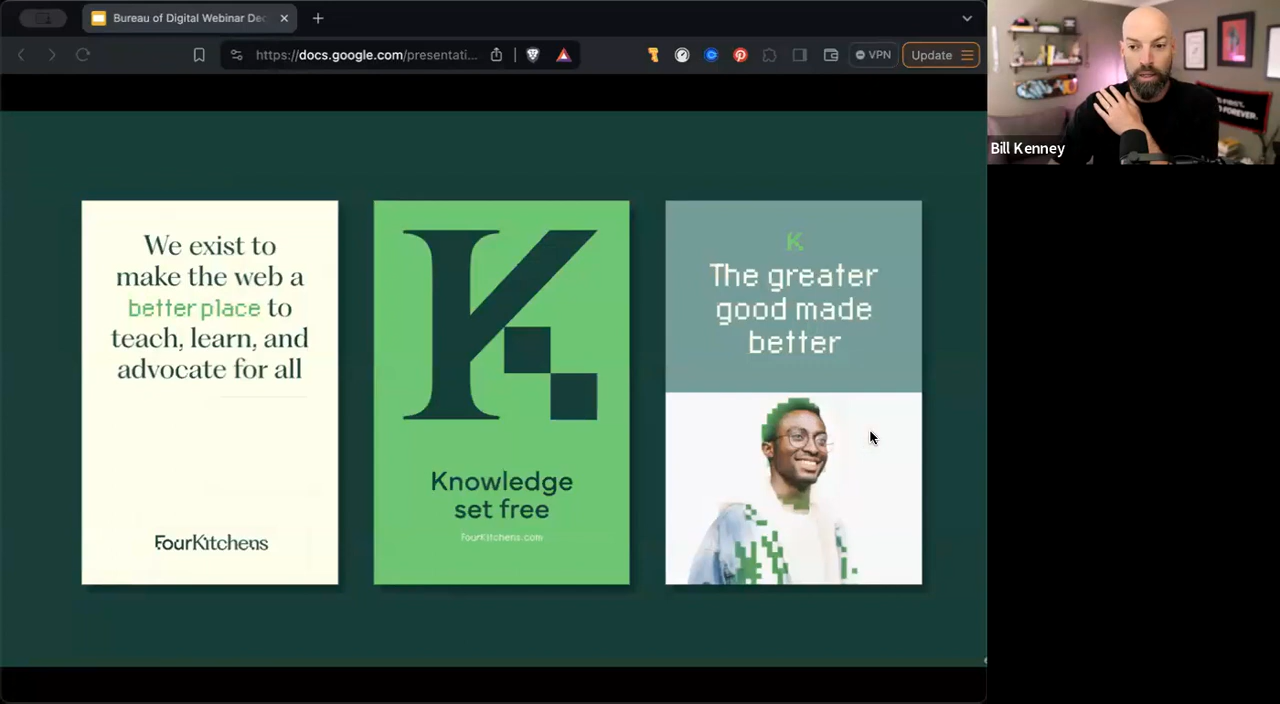 Bureau of Digital Webinar Dec
https://docs.google.com/presentati...
VPN
Update
Bill Kenney
FOREVER.
We exist to
make the web a
better place to
teach, learn, and
advocate for all
FourKitchens
K
Knowledge
set free
FourKitchens.com
K
The greater
good made
better